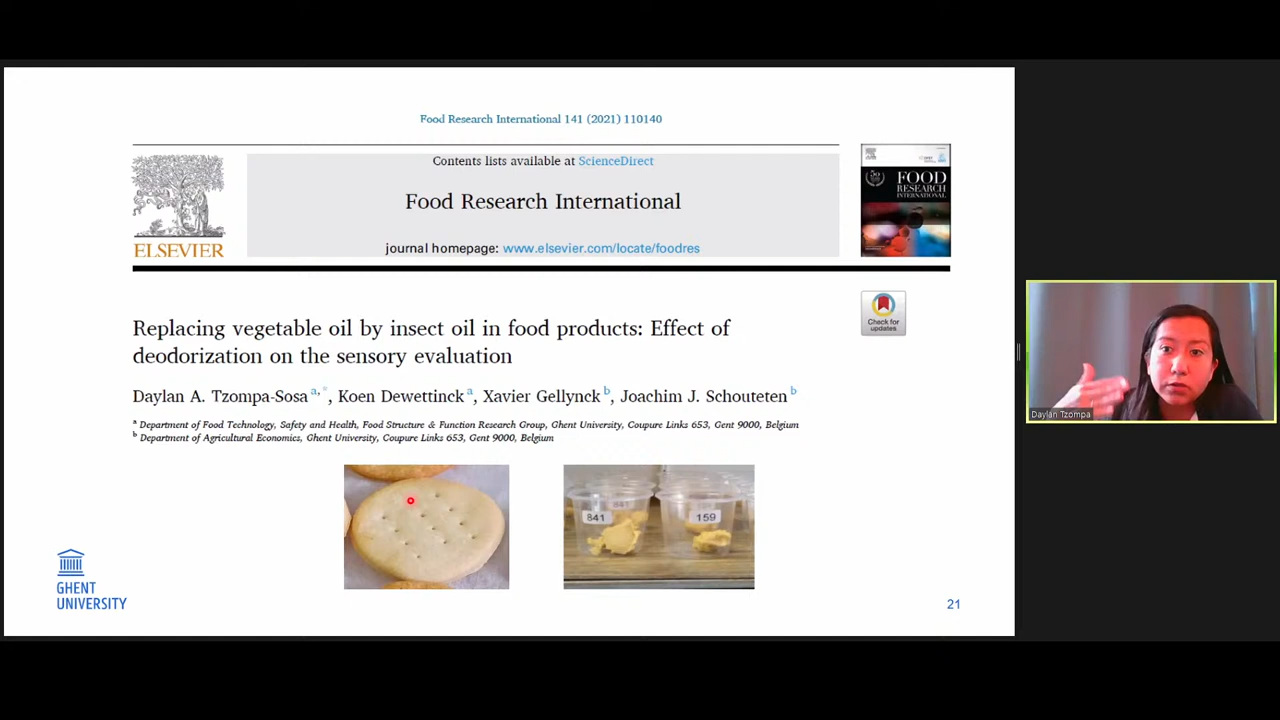 Food Research International 141 (2021) 110140
Contents lists available at ScienceDirect
Food Research International
journal homepage: www.elsevier.com/locate/foodres
ELSEVIER
FOOD
RESEARCH
INTERNATIONAL
Check for
updates
Replacing vegetable oil by insect oil in food products: Effect of
deodorization on the sensory evaluation
Daylan A. Tzompa-Sosa a,*, Koen Dewettinck a, Xavier Gellynck b, Joachim J. Schouteten b
a Department of Food Technology, Safety and Health, Food Structure & Function Research Group, Ghent University, Coupure Links 653, Gent 9000, Belgium
b Department of Agricultural Economics, Ghent University, Coupure Links 653, Gent 9000, Belgium
841
159
GHENT
UNIVERSITY
21
Daylan Tzompa